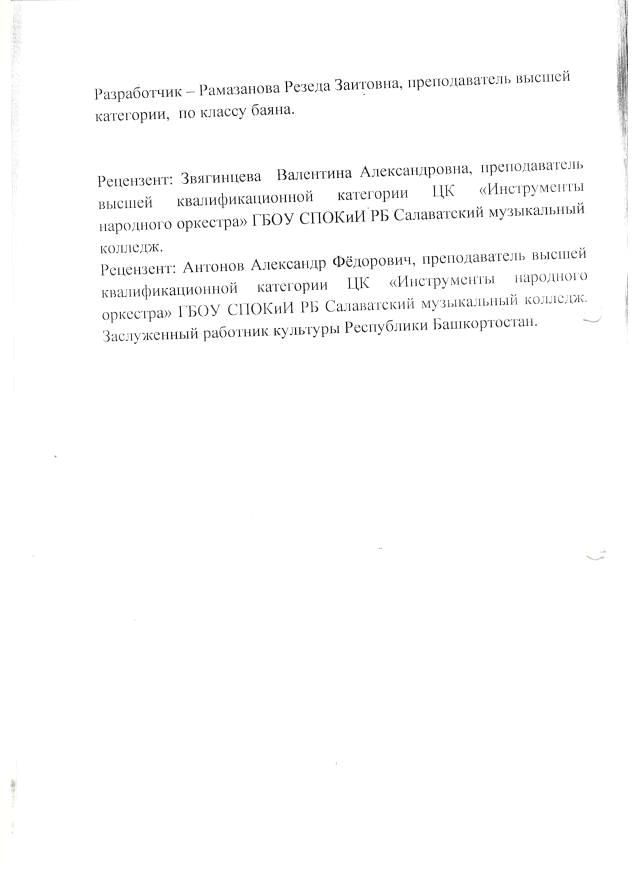 Разработчик – Рамазанова Резеда Заитовна, преподаватель высшей
категории, по классу баяна.
Рецензент: Звягинцева Валентина Александровна, преподаватель
высшей квалификационной категории ЦК «Инструменты
народного оркестра» ГБОУ СПОКиИ РБ Салаватский музыкальный
колледж.
Рецензент: Антонов Александр Фёдорович, преподаватель высшей
квалификационной категории ЦК «Инструменты народного
оркестра» ГБОУ СПОКиИ РБ Салаватский музыкальный колледж.
Заслуженный работник культуры Республики Башкортостан.